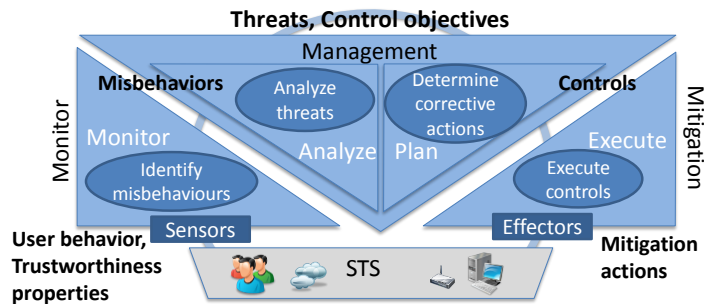 Threats, Control objectives
Management
Misbehaviors
Controls
Analyze
threats
Determine
corrective
actions
Monitor
Mitigation
Monitor
Analyze
Plan
Execute
Identify
misbehaviours
Execute
controls
Sensors
Effectors
User behavior,
Trustworthiness
properties
STS
Mitigation
actions